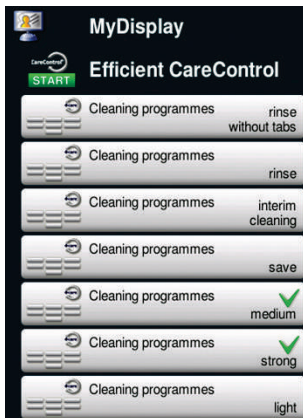 MyDisplay
CareControl
START
Efficient CareControl
Cleaning programmes
rinse
without tabs
Cleaning programmes
rinse
Cleaning programmes
interim
cleaning
Cleaning programmes
save
Cleaning programmes
medium
Cleaning programmes
strong
Cleaning programmes
light